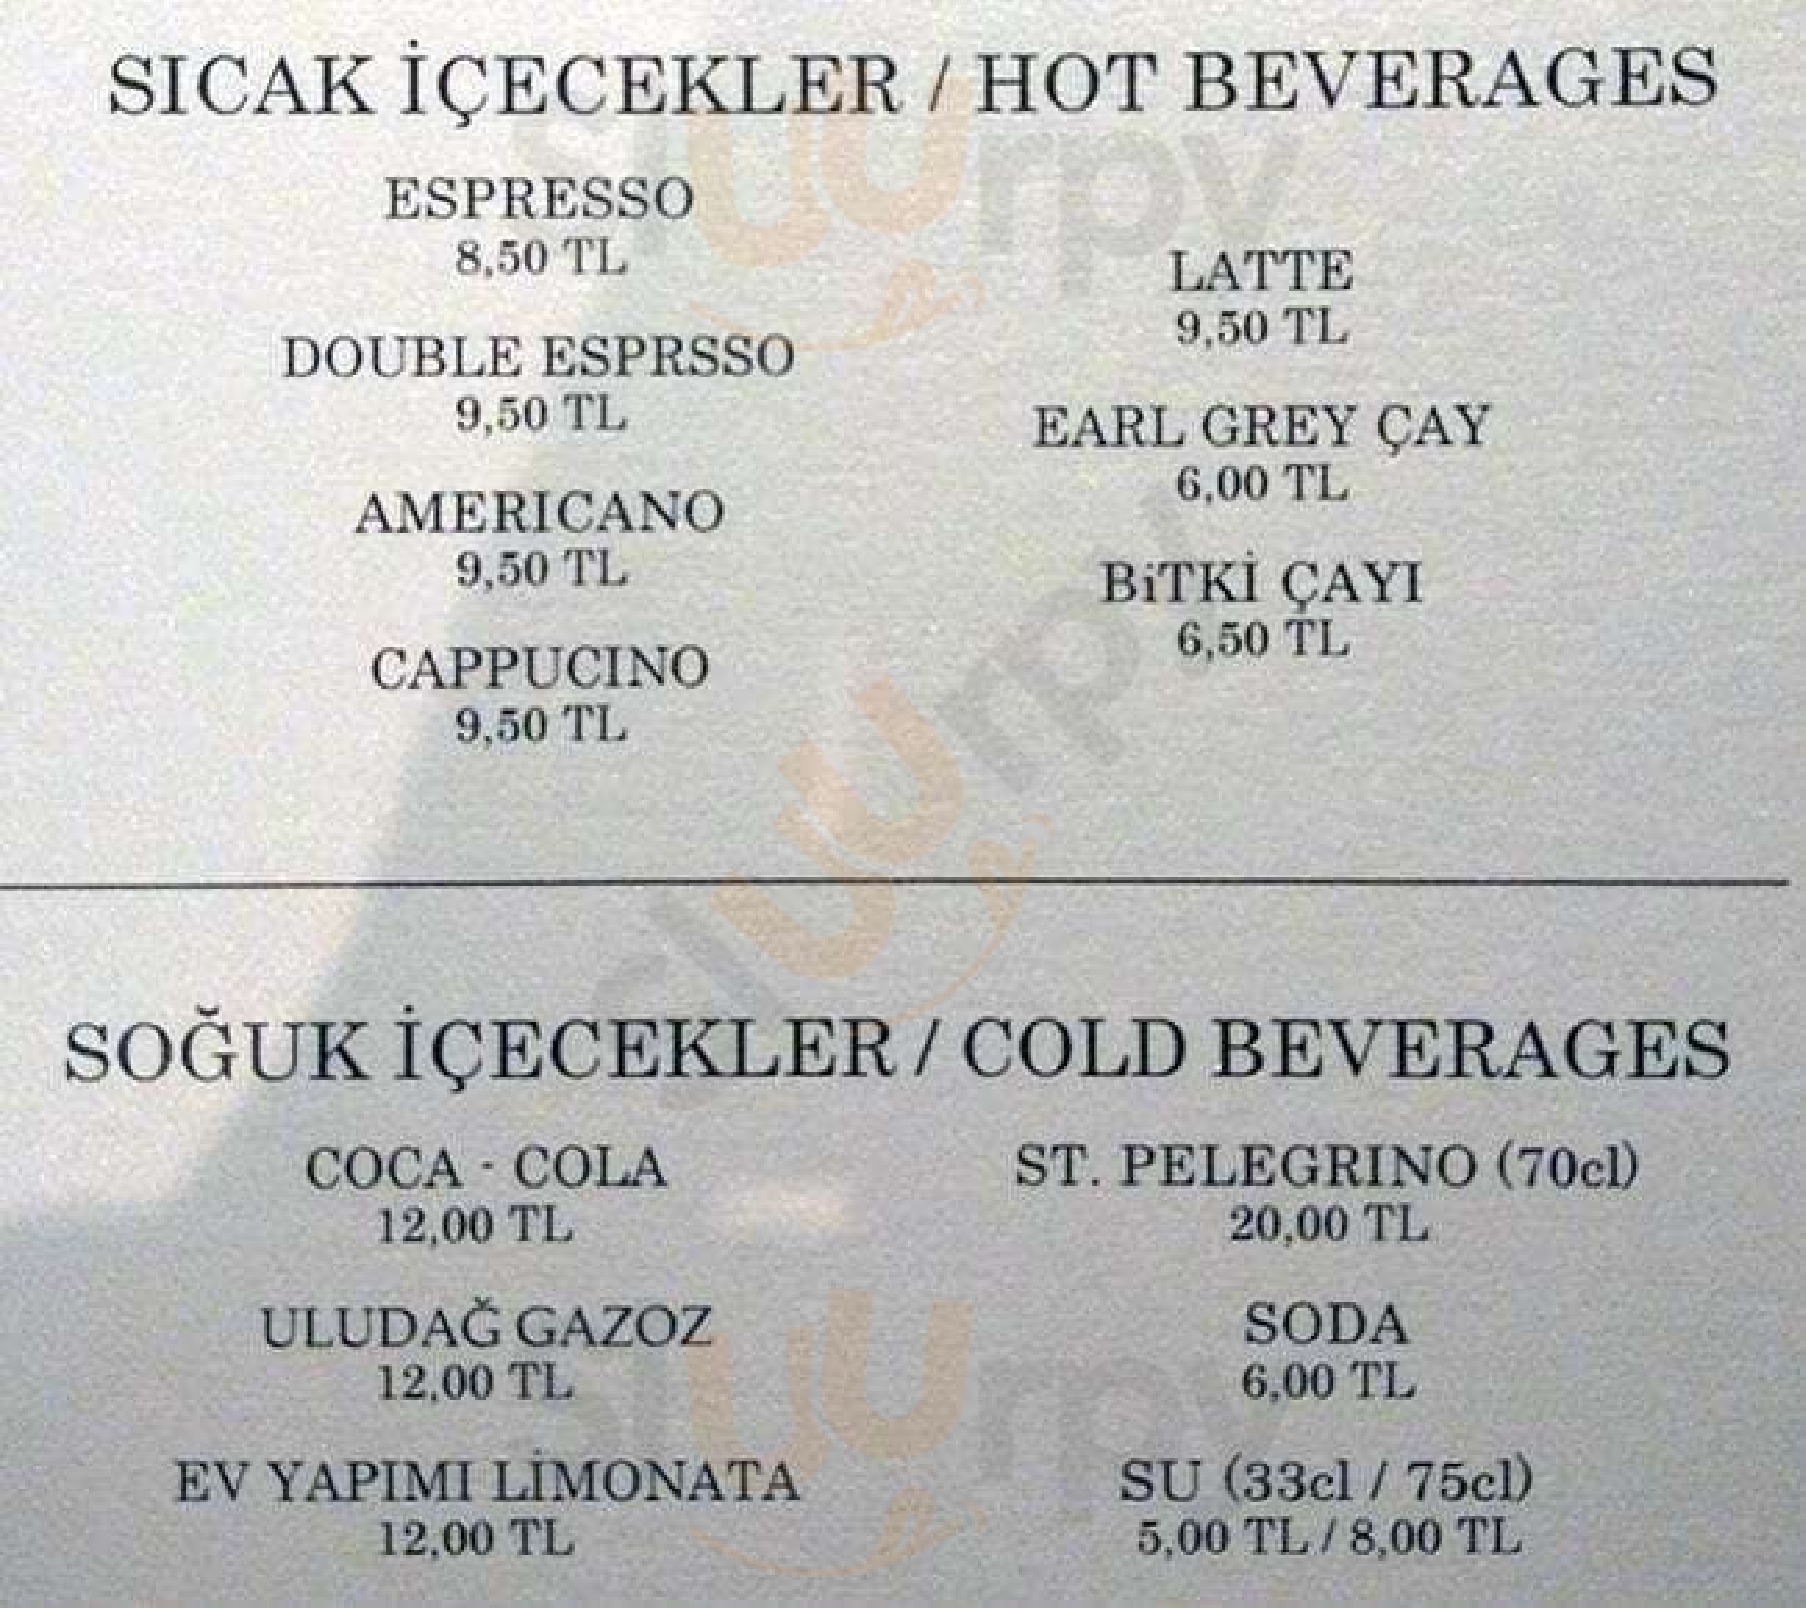 SICAK İÇECEKLER / HOT BEVERAGES
ESPRESSO
8,50 TL
DOUBLE ESPRSSO
9,50 TL
AMERICANO
9,50 TL
CAPPUCINO
9,50 TL
LATTE
9,50 TL
EARL GREY ÇAY
6,00 TL
BiTKİ ÇAYI
6,50 TL
SOĞUK İÇECEKLER / COLD BEVERAGES
COCA - COLA
12,00 TL
ULUDAĞ GAZOZ
12,00 TL
EV YAPIMI LİMONATA
12,00 TL
ST. PELEGRINO (70cl)
20,00 TL
SODA
6,00 TL
SU (33cl / 75cl)
5,00 TL / 8,00 TL
sluurpy
sluurpy
sluurpy